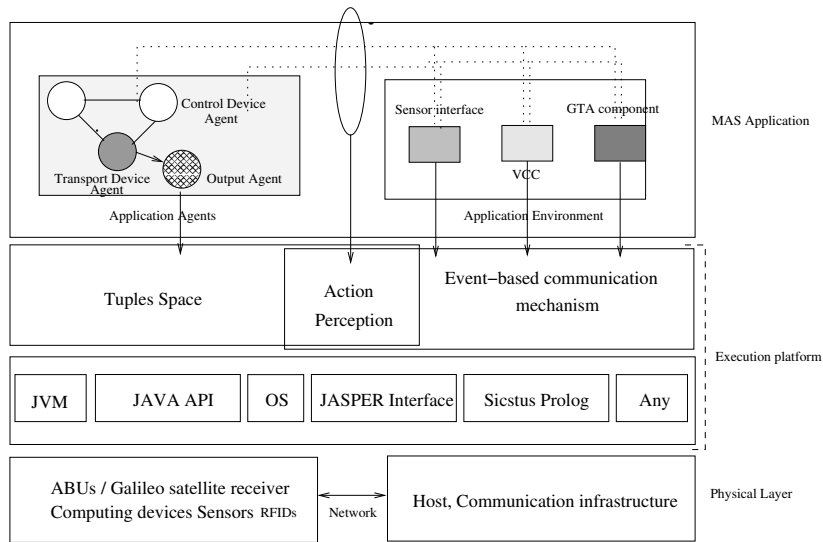 Control Device
Agent
Transport Device
Agent
Output Agent
Application Agents
Sensor interface
GTA component
VCC
Application Environment
MAS Application
Tuples Space
Action
Perception
Event−based communication
mechanism
Execution platform
JVM
JAVA API
OS
JASPER Interface
Sicstus Prolog
Any
ABUs / Galileo satellite receiver
Computing devices Sensors RFIDs
Network
Host, Communication infrastructure
Physical Layer